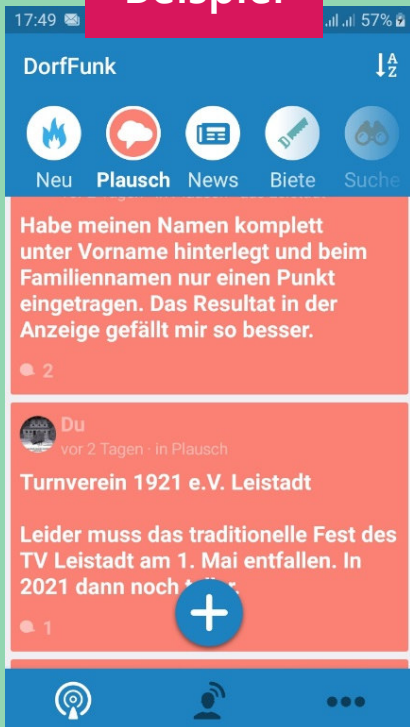 Beispiel
17:49 57%
DorfFunk
A
Z
Neu Plausch News Biete Suche
Habe meinen Namen komplett
unter Vorname hinterlegt und beim
Familiennamen nur einen Punkt
eingetragen. Das Resultat in der
Anzeige gefällt mir so besser.
2
Du
vor 2 Tagen · in Plausch
Turnverein 1921 e.V. Leistadt
Leider muss das traditionelle Fest des
TV Leistadt am 1. Mai entfallen. In
2021 dann noch
1